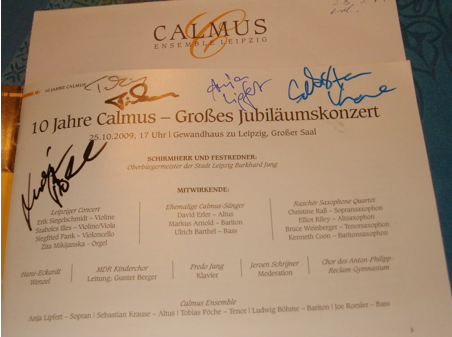 CALMUS
ENSEMBLE LEIPZIG
10 JAHRE CALMUS
10 Jahre Calmus – Großes Jubiläumskonzert
25.10.2009, 17 Uhr | Gewandhaus zu Leipzig, Großer Saal
SCHIRMHERR UND FESTREDNER:
Oberbürgermeister der Stadt Leipzig Burkhard Jung
MITWIRKENDE:
Leipziger Concert
Erik Siegelschmidt – Violine
Szabolcs Illes – Violine/Viola
Siegfried Pank – Violoncello
Zita Mikijanska - Orgel
Ehemalige Calmus-Sänger
David Erler – Altus
Markus Arnold – Bariton
Ulrich Barthel – Bass
Rascher Saxophone Quartet
Christine Rall – Sopransaxophon
Elliot Riley – Altsaxophon
Bruce Weinberger – Tenorsaxophon
Kenneth Coon – Baritonsaxophon
Hans-Eckardt
Wenzel
MDR Kinderchor
Leitung: Gunter Berger
Fredo Jung
Klavier
Jeroen Schrijner
Moderation
Chor des Anton-Philipp-
Reclam-Gymnasium
Calmus Ensemble
Anja Lipfert – Sopran | Sebastian Krause – Altus | Tobias Pöche – Tenor | Ludwig Böhme – Bariton | Joe Roesler – Bass
Anja
Lipfert